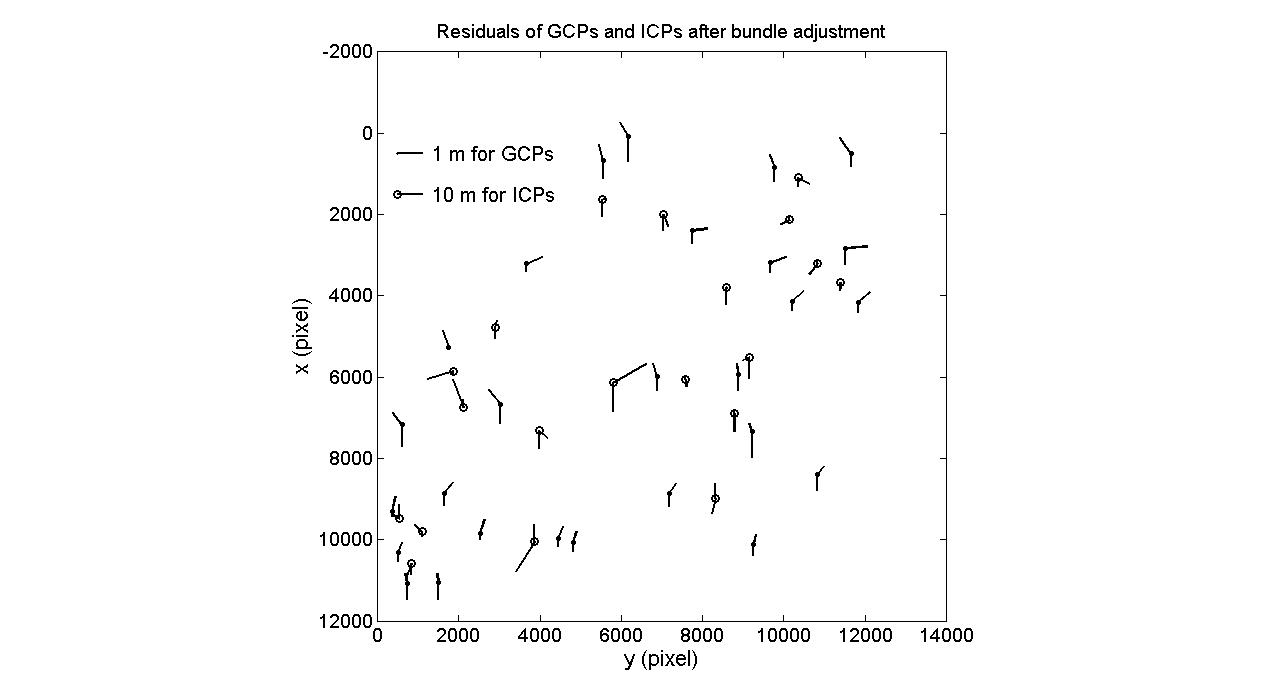 Residuals of GCPs and ICPs after bundle adjustment
-2000
0
2000
4000
6000
8000
10000
12000
1 m for GCPs
10 m for ICPs
x (pixel)
0 2000 4000 6000 8000 10000 12000 14000
y (pixel)